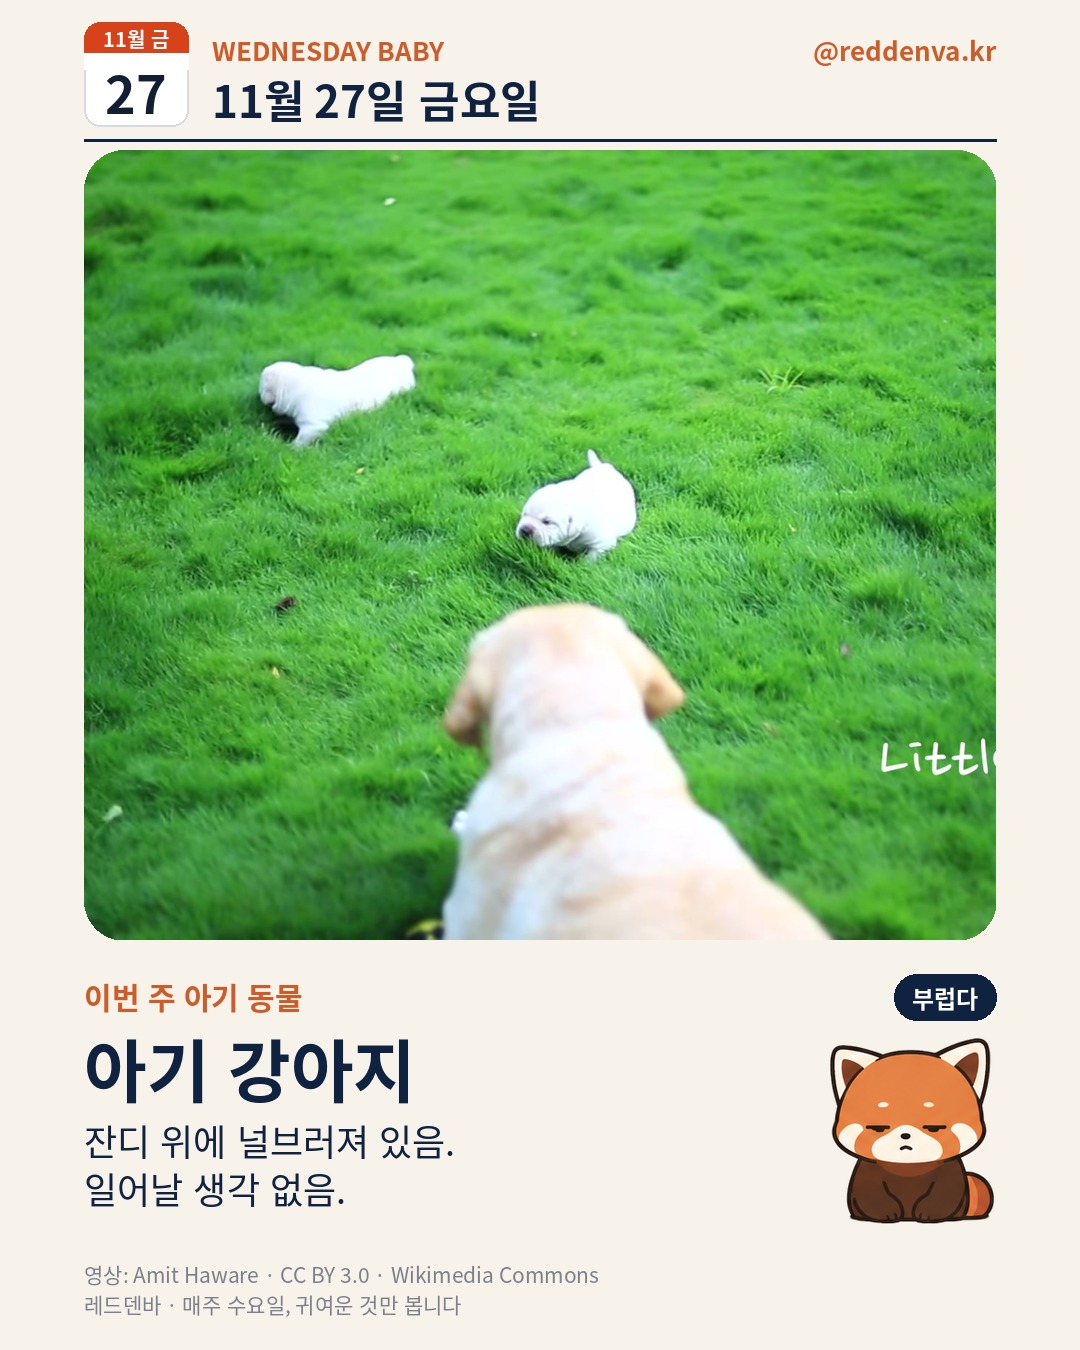 11월 금
27
WEDNESDAY BABY
11월 27일 금요일
@reddenva.kr
이번 주 아기 동물
아기 강아지
잔디 위에 널브러져 있음.
일어날 생각 없음.
부럽다
영상: Amit Haware · CC BY 3.0 · Wikimedia Commons
레드덴바 · 매주 수요일, 귀여운 것만 봅니다